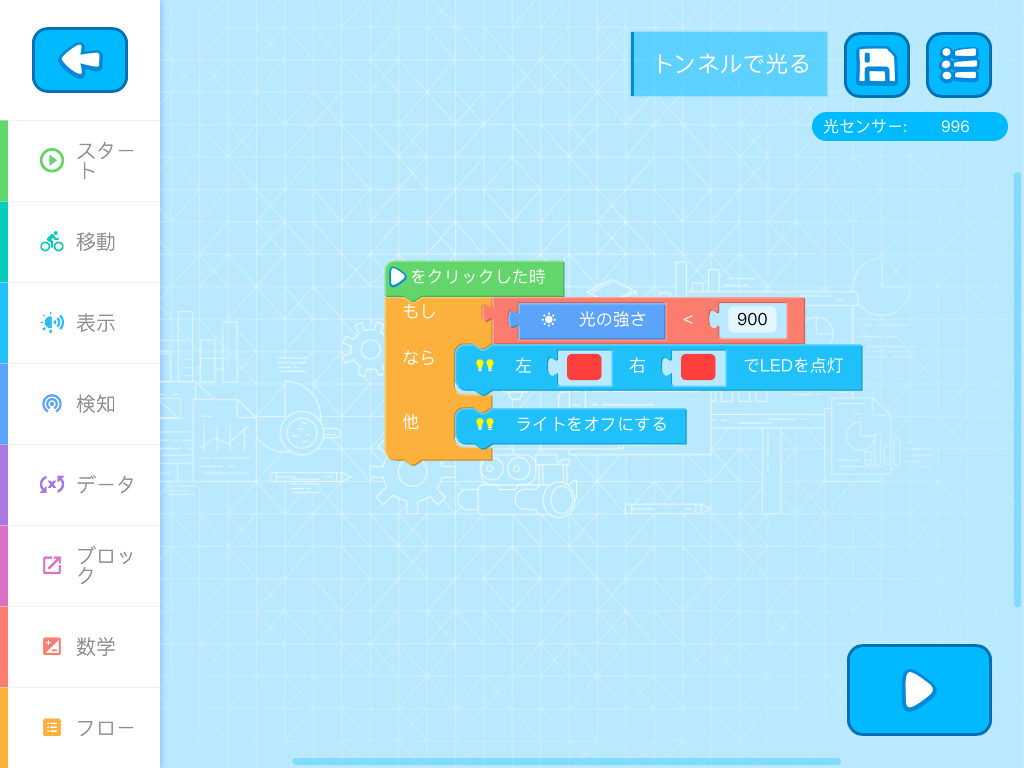 トンネルで光る
光センサー: 996
スター
ト
移動
表示
検知
データ
ブロッ
ク
数学
フロー
をクリックした時
もし 光の強さ < 900
なら 左 右 でLEDを点灯
他 ライトをオフにする